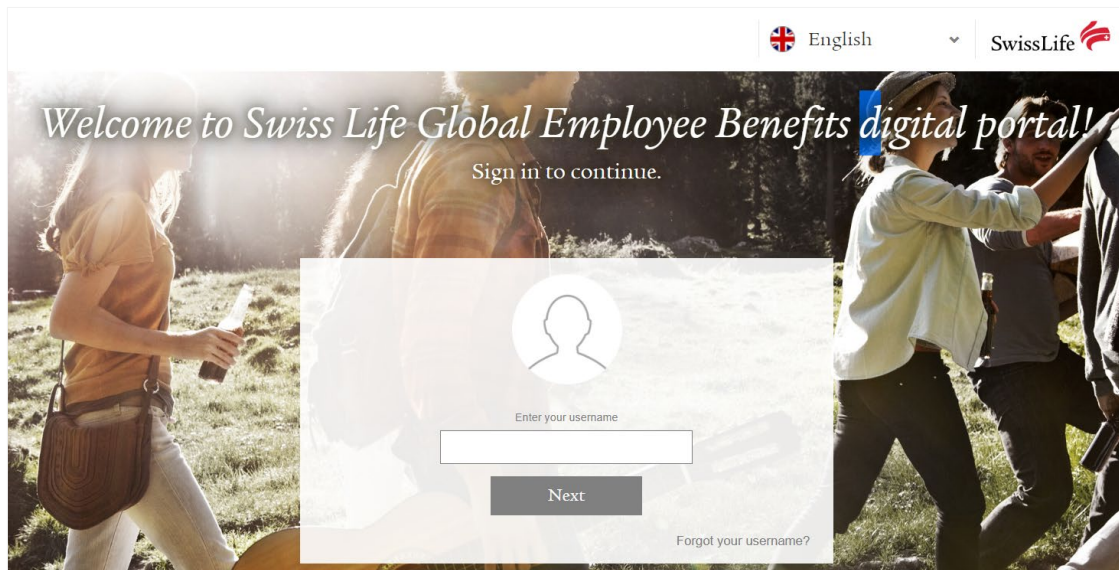 English
SwissLife
Welcome to Swiss Life Global Employee Benefits digital portal!
Sign in to continue.
Enter your username
Next
Forgot your username?